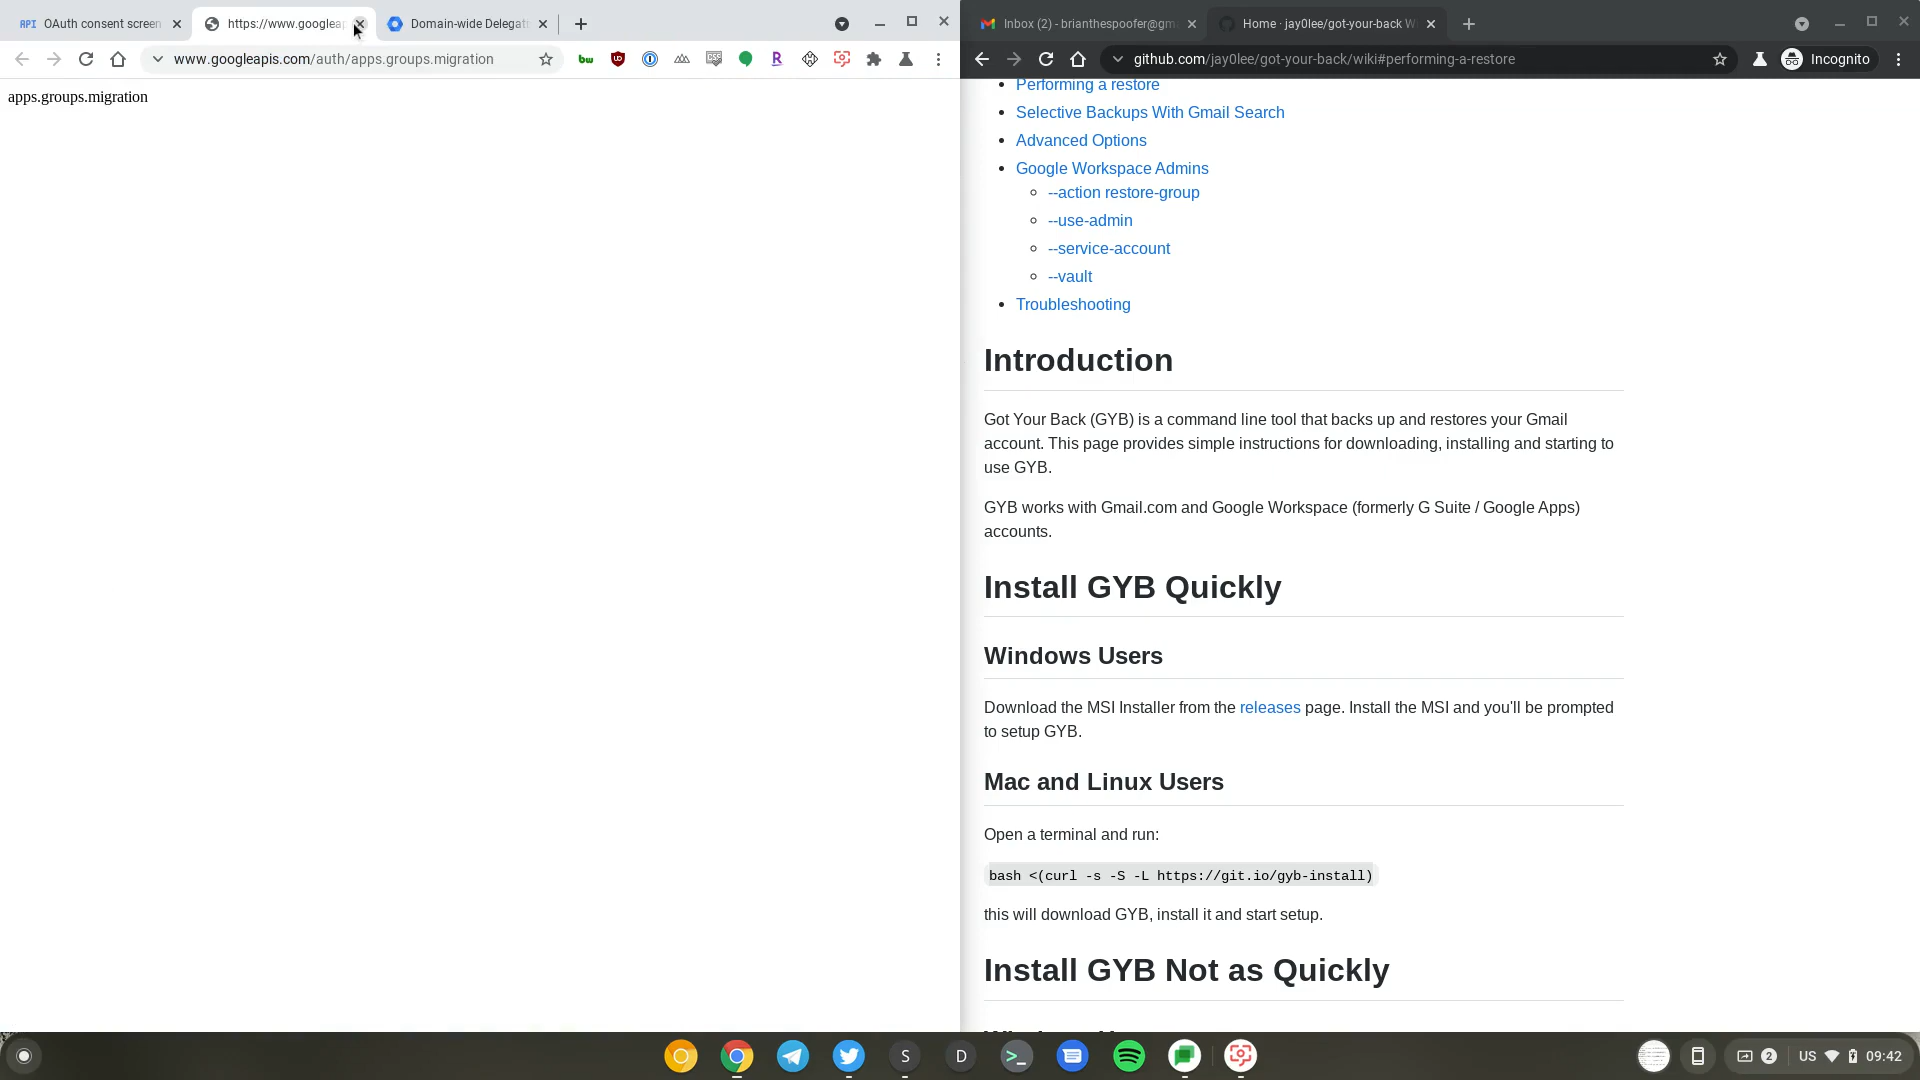 API OAuth consent screen
https://www.googleap
Domain-wide Delegat
www.googleapis.com/auth/apps.groups.migration
bw
apps.groups.migration
Inbox (2) - brianthespoofer@gm
Home · jay0lee/got-your-back W
github.com/jay0lee/got-your-back/wiki#performing-a-restore
Incognito
Performing a restore
Selective Backups With Gmail Search
Advanced Options
Google Workspace Admins
--action restore-group
--use-admin
--service-account
--vault
Troubleshooting
Introduction
Got Your Back (GYB) is a command line tool that backs up and restores your Gmail
account. This page provides simple instructions for downloading, installing and starting to
use GYB.
GYB works with Gmail.com and Google Workspace (formerly G Suite / Google Apps)
accounts.
Install GYB Quickly
Windows Users
Download the MSI Installer from the releases page. Install the MSI and you'll be prompted
to setup GYB.
Mac and Linux Users
Open a terminal and run:
bash <(curl -s -S -L https://git.io/gyb-install)
this will download GYB, install it and start setup.
Install GYB Not as Quickly
S
D
2
US
09:42